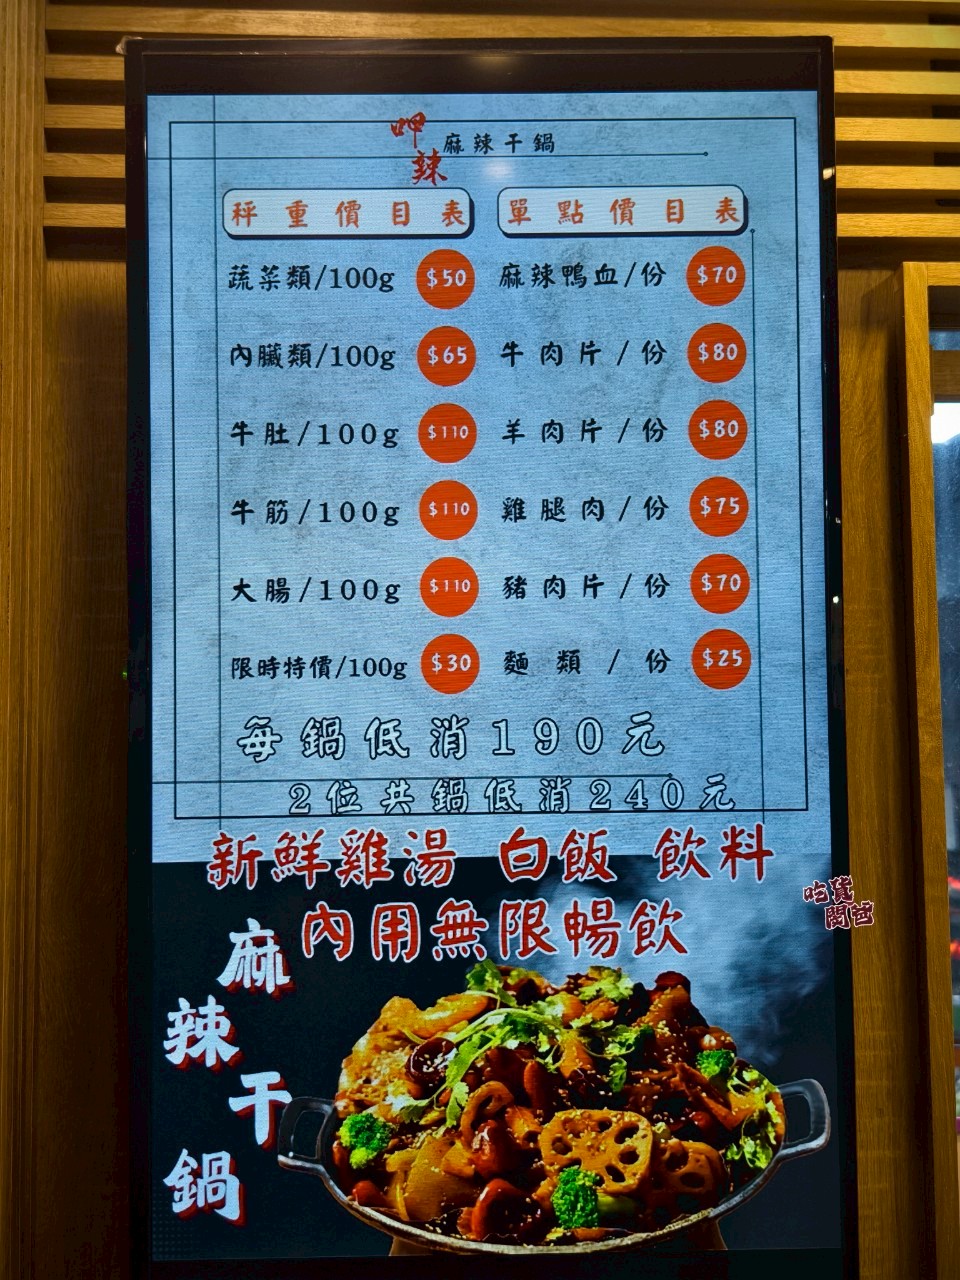 呷辣 麻辣干鍋
秤重價目表
蔬菜類/100g $50
內臟類/100g $65
牛肚/100g $110
牛筋/100g $110
大腸/100g $110
限時特價/100g $30
單點價目表
麻辣鴨血/份 $70
牛肉片/份 $80
羊肉片/份 $80
雞腿肉/份 $75
豬肉片/份 $70
麵類/份 $25
每鍋低消190元
2位共鍋低消240元
新鮮雞湯 白飯 飲料
內用無限暢飲
麻辣干鍋
吃貨
闆爸